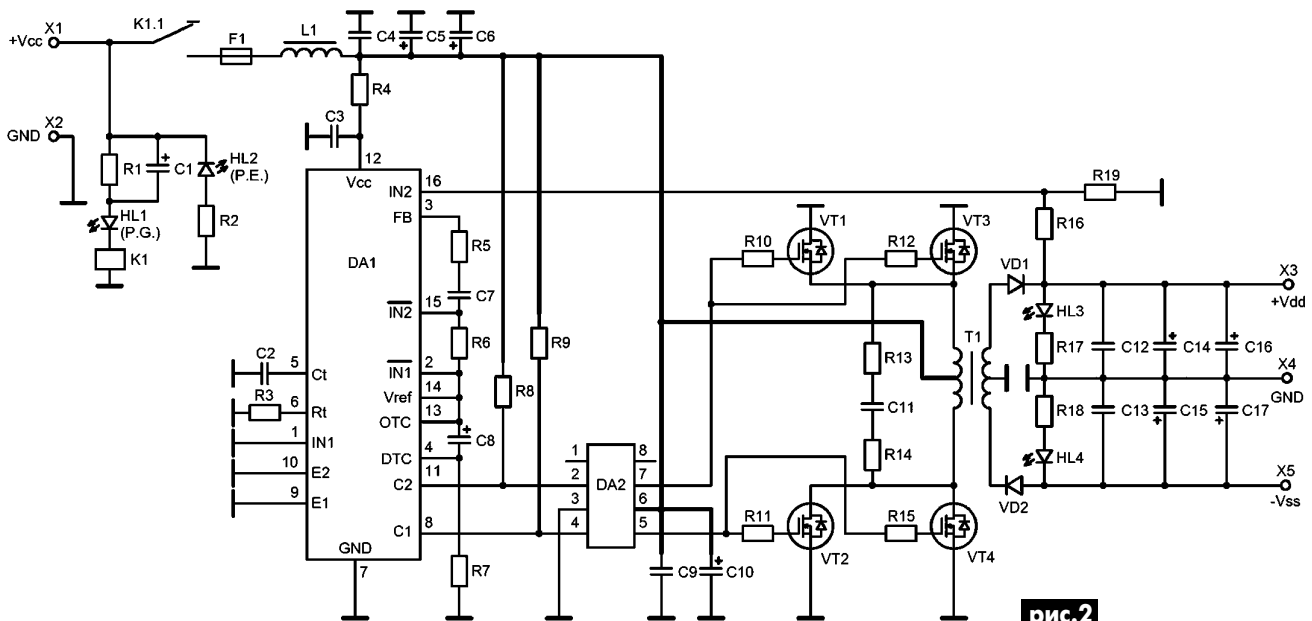 K1.1
X1
+Vcc
F1
L1
C4
C5
C6
R4
C3
X2
GND
R1
C1
HL2
(P.E.)
HL1
(P.G.)
R2
K1
12
Vcc
DA1
IN2
16
FB
3
R5
C7
IN2
15
R6
IN1
2
Vref
14
OTC
13
C8
DTC
4
C2
11
C1
8
R7
C2
5
Ct
R3
6
Rt
1
IN1
10
E2
9
E1
GND
7
R8
R9
1
2
3
4
DA2
8
7
6
5
C9
C10
R10
VT1
R12
VT3
R13
C11
R14
R11
VT2
R15
VT4
T1
R19
R16
VD1
HL3
R17
R18
HL4
VD2
C12
C14
C16
C13
C15
C17
X3
+Vdd
X4
GND
X5
-Vss
рис.2